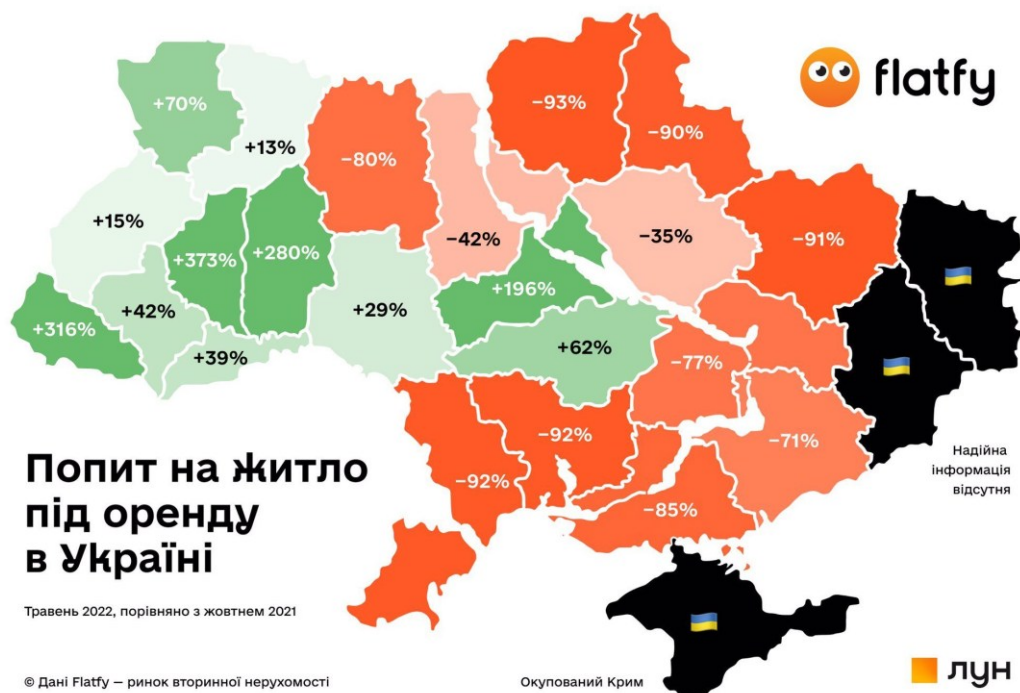 flatfy
+70%
+13%
−80%
−93%
−90%
+15%
+373%
+280%
−42%
−35%
−91%
+316%
+42%
+39%
+29%
+196%
+62%
−77%
−92%
−92%
−71%
−85%
Надійна
інформація
відсутня
Попит на житло
під оренду
в Україні
Травень 2022, порівняно з жовтнем 2021
© Дані Flatfy — ринок вторинної нерухомості
Окупований Крим
лун